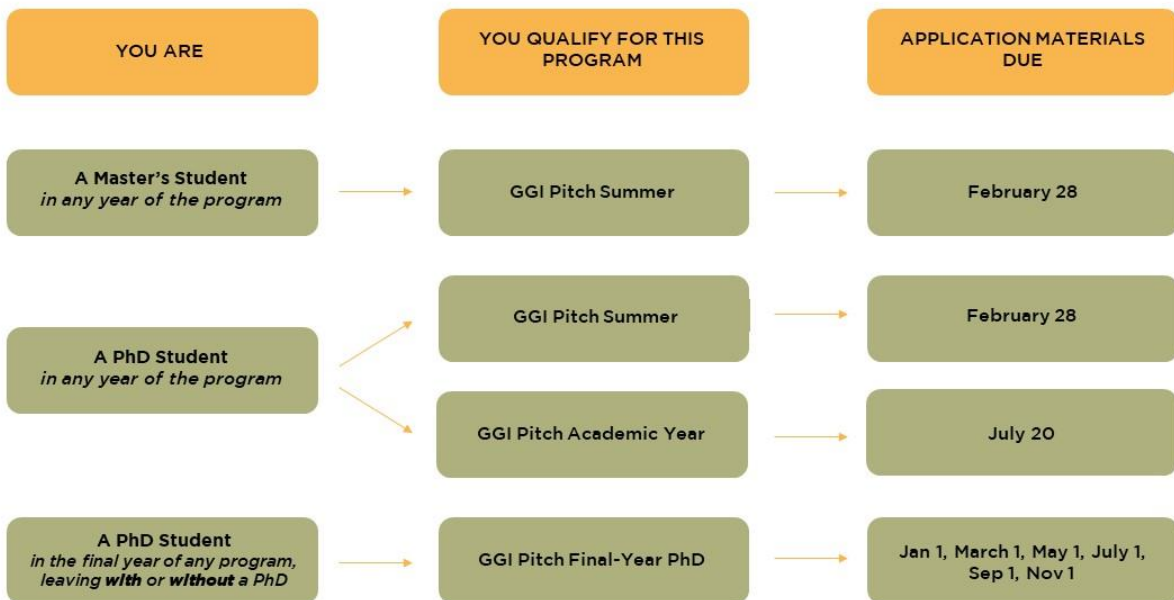 YOU ARE
YOU QUALIFY FOR THIS
PROGRAM
APPLICATION MATERIALS
DUE
A Master's Student
in any year of the program
GGI Pitch Summer
February 28
A PhD Student
in any year of the program
GGI Pitch Summer
February 28
GGI Pitch Academic Year
July 20
A PhD Student
in the final year of any program,
leaving with or without a PhD
GGI Pitch Final-Year PhD
Jan 1, March 1, May 1, July 1,
Sep 1, Nov 1